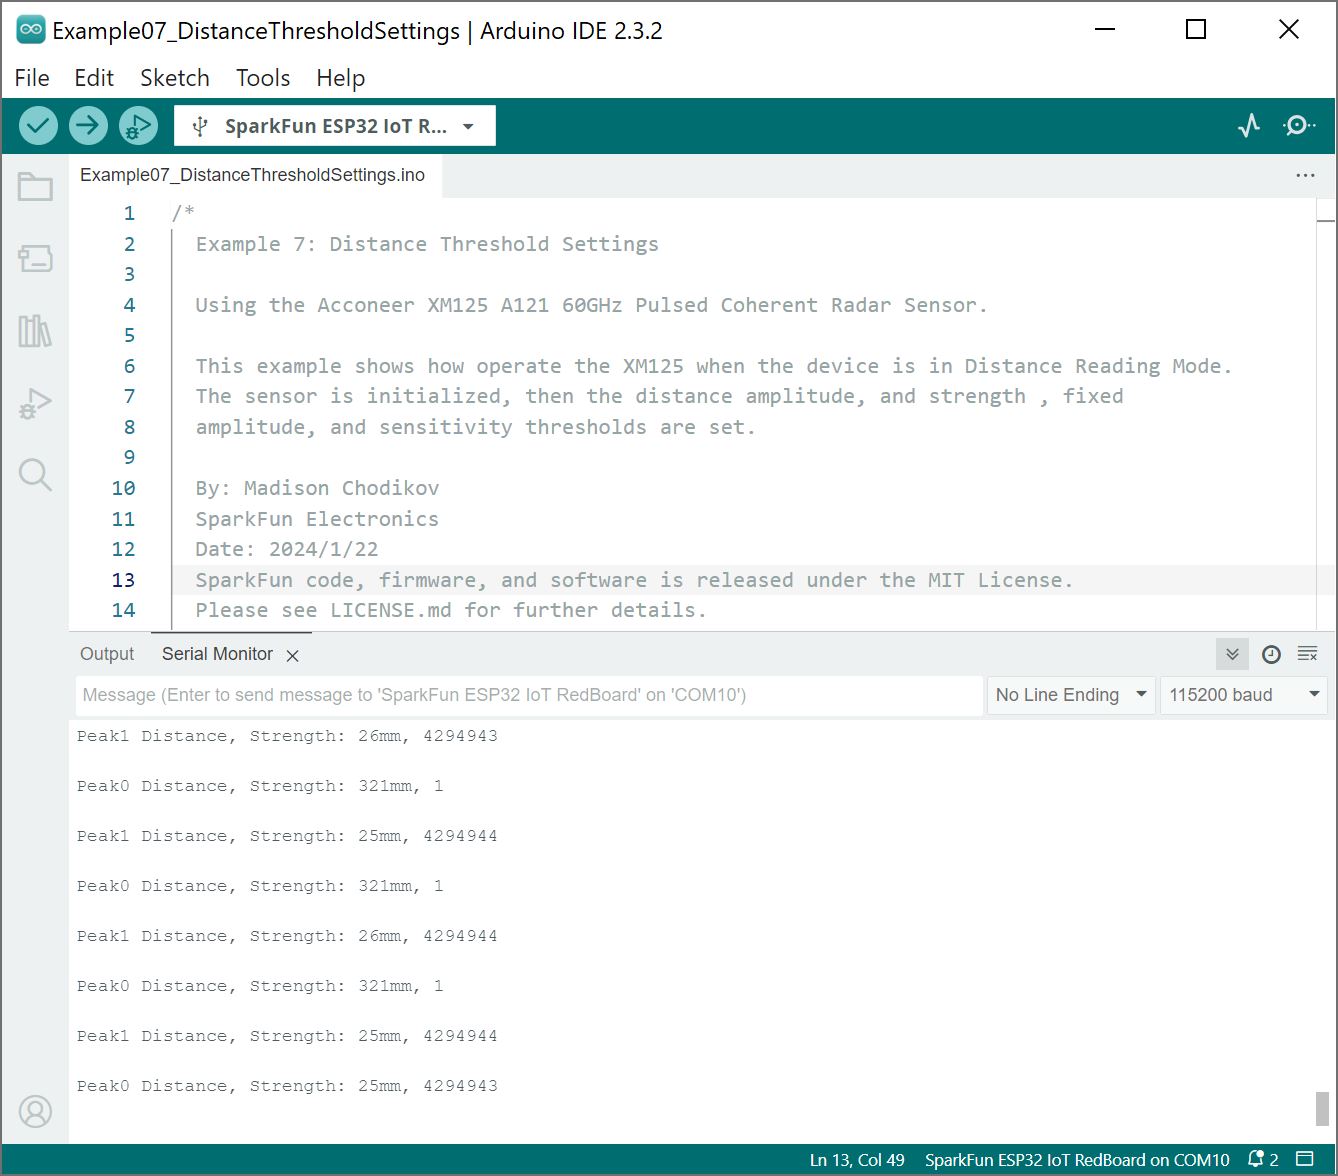 Example07_DistanceThresholdSettings | Arduino IDE 2.3.2
File Edit Sketch Tools Help
SparkFun ESP32 IoT R...
Example07_DistanceThresholdSettings.ino
1 /*
2 Example 7: Distance Threshold Settings
3
4 Using the Acconeer XM125 A121 60GHz Pulsed Coherent Radar Sensor.
5
6 This example shows how operate the XM125 when the device is in Distance Reading Mode.
7 The sensor is initialized, then the distance amplitude, and strength , fixed
8 amplitude, and sensitivity thresholds are set.
9
10 By: Madison Chodikov
11 SparkFun Electronics
12 Date: 2024/1/22
13 SparkFun code, firmware, and software is released under the MIT License.
14 Please see LICENSE.md for further details.
Output Serial Monitor
Message (Enter to send message to 'SparkFun ESP32 IoT RedBoard' on 'COM10') No Line Ending 115200 baud
Peak1 Distance, Strength: 26mm, 4294943
Peak0 Distance, Strength: 321mm, 1
Peak1 Distance, Strength: 25mm, 4294944
Peak0 Distance, Strength: 321mm, 1
Peak1 Distance, Strength: 26mm, 4294944
Peak0 Distance, Strength: 321mm, 1
Peak1 Distance, Strength: 25mm, 4294944
Peak0 Distance, Strength: 25mm, 4294943
Ln 13, Col 49 SparkFun ESP32 IoT RedBoard on COM10 2